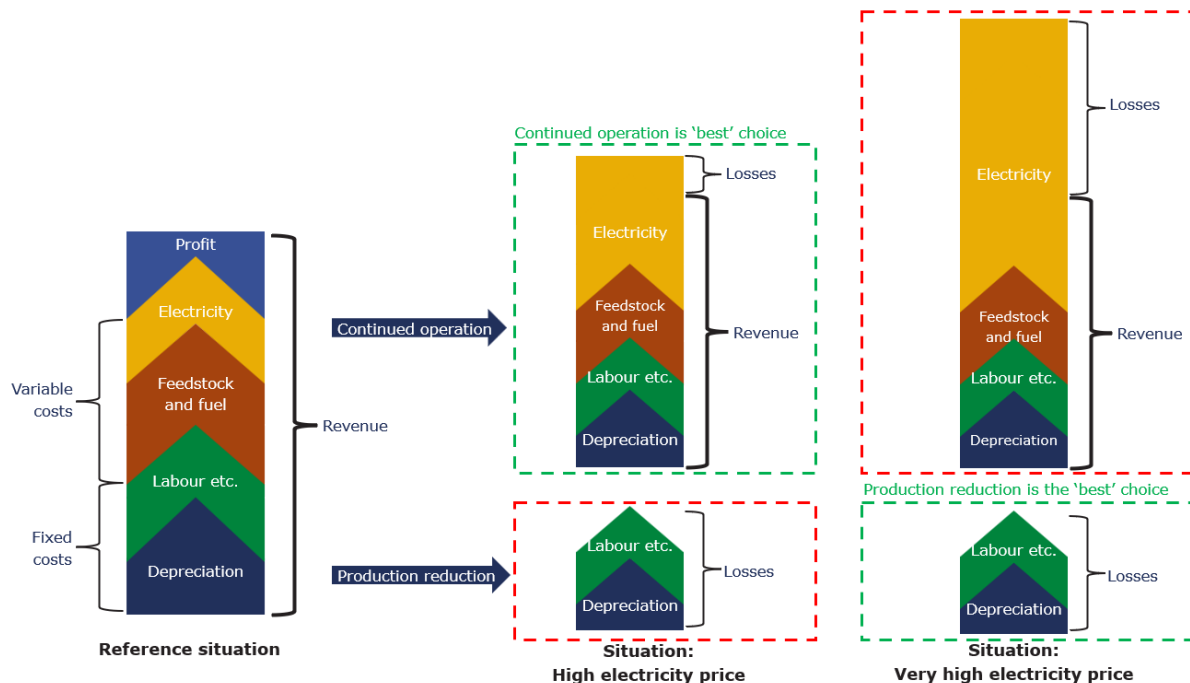 Profit
Electricity
Feedstock
and fuel
Labour etc.
Depreciation
Variable
costs
Fixed
costs
Revenue
Reference situation
Continued operation
Production reduction
Continued operation is ‘best’ choice
Losses
Electricity
Feedstock
and fuel
Revenue
Labour etc.
Depreciation
Labour etc.
Losses
Depreciation
Situation:
High electricity price
Losses
Electricity
Feedstock
and fuel
Revenue
Labour etc.
Depreciation
Production reduction is the ‘best’ choice
Labour etc.
Losses
Depreciation
Situation:
Very high electricity price